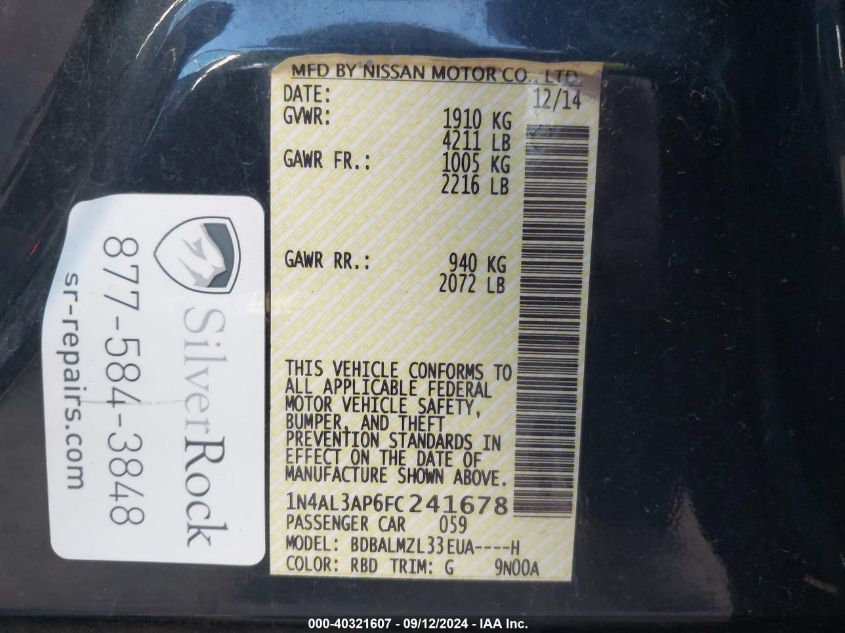 MFD BY NISSAN MOTOR CO., LTD.
DATE: 12/14
GVWR: 1910 KG
4211 LB
GAWR FR.: 1005 KG
2216 LB
GAWR RR.: 940 KG
2072 LB
THIS VEHICLE CONFORMS TO
ALL APPLICABLE FEDERAL
MOTOR VEHICLE SAFETY,
BUMPER, AND THEFT
PREVENTION STANDARDS IN
EFFECT ON THE DATE OF
MANUFACTURE SHOWN ABOVE.
1N4AL3AP6FC241678
PASSENGER CAR 059
MODEL: BDBALMZL33EUA----H
COLOR: RBD TRIM: G 9N00A
SilverRock
877-584-3848
sr-repairs.com
000-40321607 - 09/12/2024 - IAA Inc.